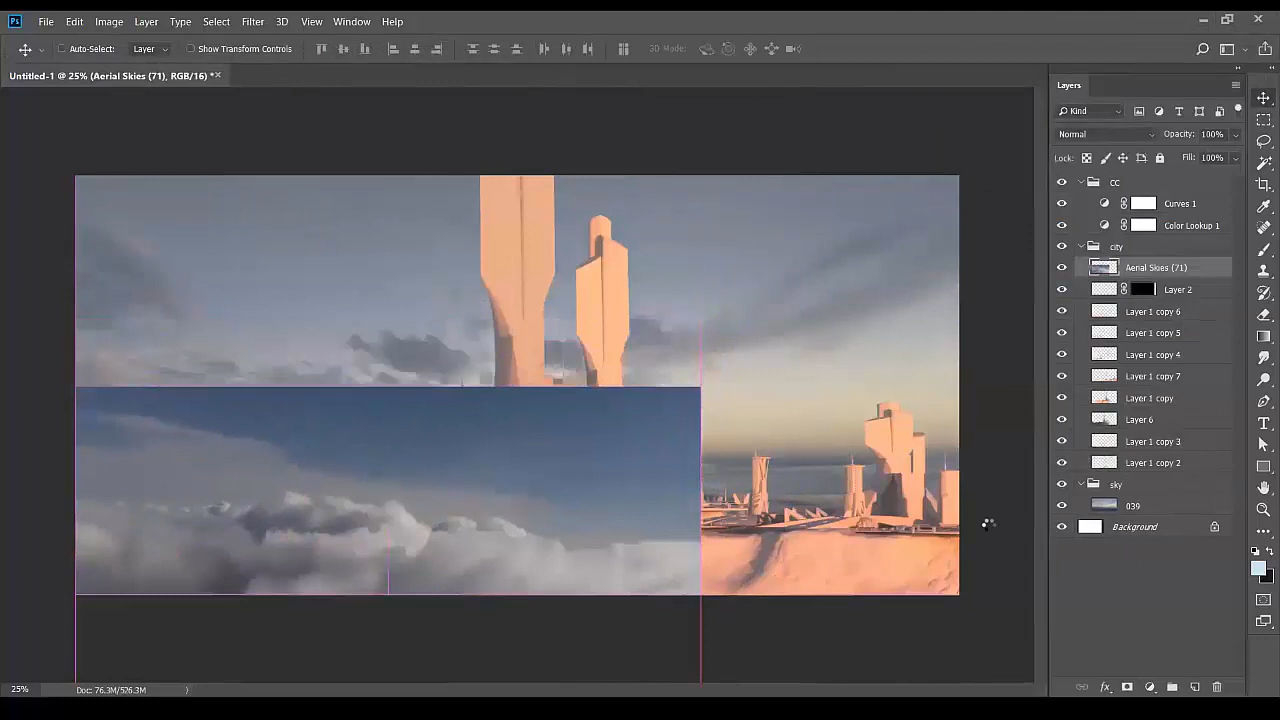 Ps File Edit Image Layer Type Select Filter 3D View Window Help
Auto-Select: Layer Show Transform Controls 3D Mode:
Untitled-1 @ 25% (Aerial Skies (71), RGB/16) *
Layers
Kind
Normal Opacity: 100%
Lock: Fill: 100%
CC
Curves 1
Color Lookup 1
city
Aerial Skies (71)
Layer 2
Layer 1 copy 6
Layer 1 copy 5
Layer 1 copy 4
Layer 1 copy 7
Layer 1 copy
Layer 6
Layer 1 copy 3
Layer 1 copy 2
sky
039
Background
25% Doc: 76.3M/526.3M